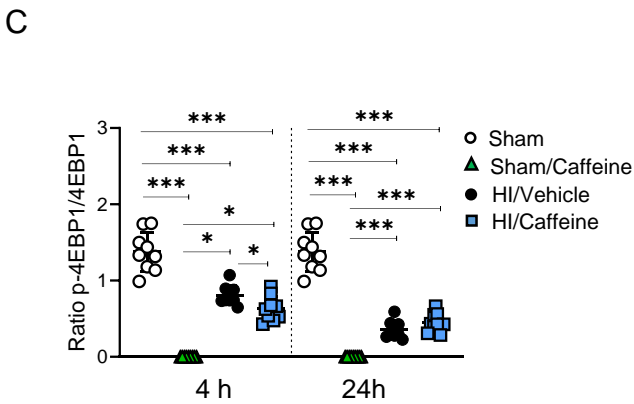 C
Ratio p-4EBP1/4EBP1
3
2
1
0
***
***
***
*
*
*
***
***
***
***
***
4 h
24h
Sham
Sham/Caffeine
HI/Vehicle
HI/Caffeine